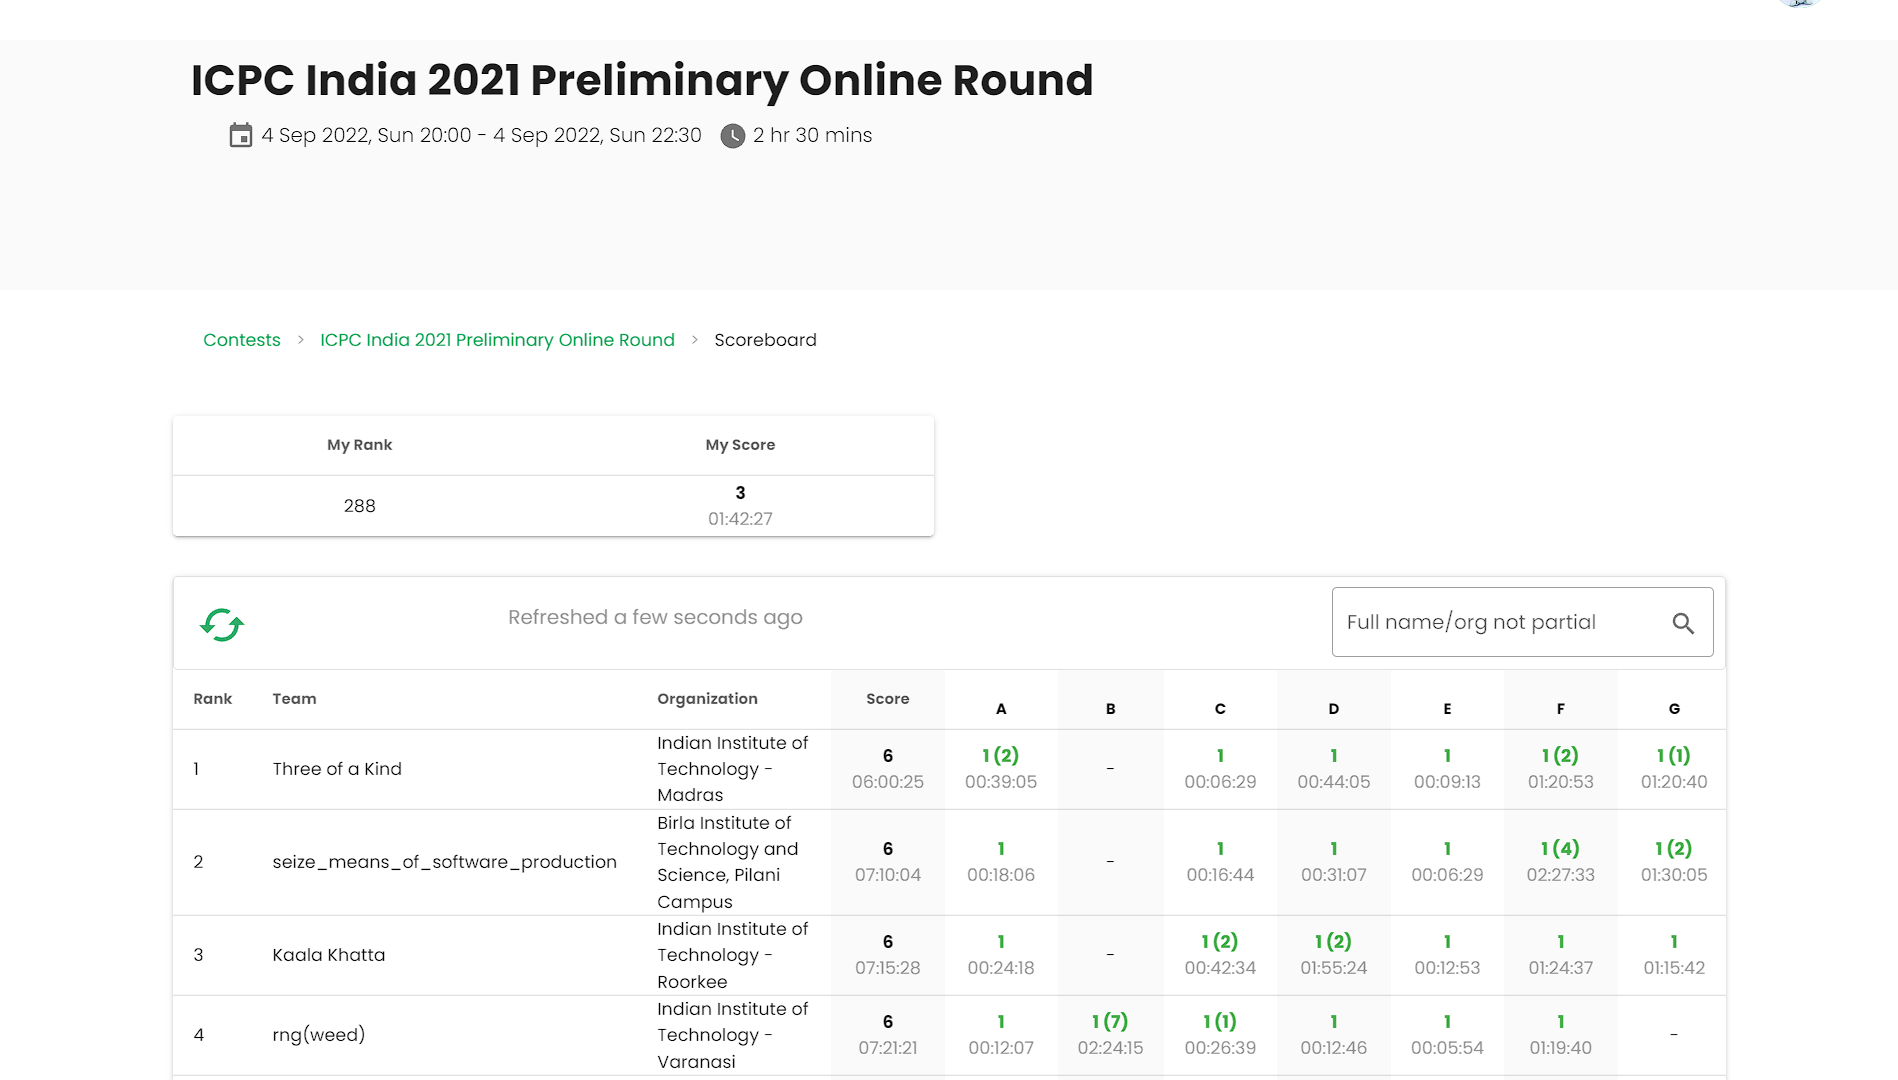 ICPC India 2021 Preliminary Online Round
4 Sep 2022, Sun 20:00 - 4 Sep 2022, Sun 22:30 2 hr 30 mins
Contests > ICPC India 2021 Preliminary Online Round > Scoreboard
My Rank My Score
288 3
01:42:27
Refreshed a few seconds ago Full name/org not partial
Rank Team Organization Score A B C D E F G
1 Three of a Kind Indian Institute of Technology - Madras 6 06:00:25 1 (2) 00:39:05 - 1 00:06:29 1 00:44:05 1 00:09:13 1 (2) 01:20:53 1 (1) 01:20:40
2 seize_means_of_software_production Birla Institute of Technology and Science, Pilani Campus 6 07:10:04 1 00:18:06 - 1 00:16:44 1 00:31:07 1 00:06:29 1 (4) 02:27:33 1 (2) 01:30:05
3 Kaala Khatta Indian Institute of Technology - Roorkee 6 07:15:28 1 00:24:18 - 1 (2) 00:42:34 1 (2) 01:55:24 1 00:12:53 1 01:24:37 1 01:15:42
4 rng(weed) Indian Institute of Technology - Varanasi 6 07:21:21 1 00:12:07 1 (7) 02:24:15 1 (1) 00:26:39 1 00:12:46 1 00:05:54 1 01:19:40 -